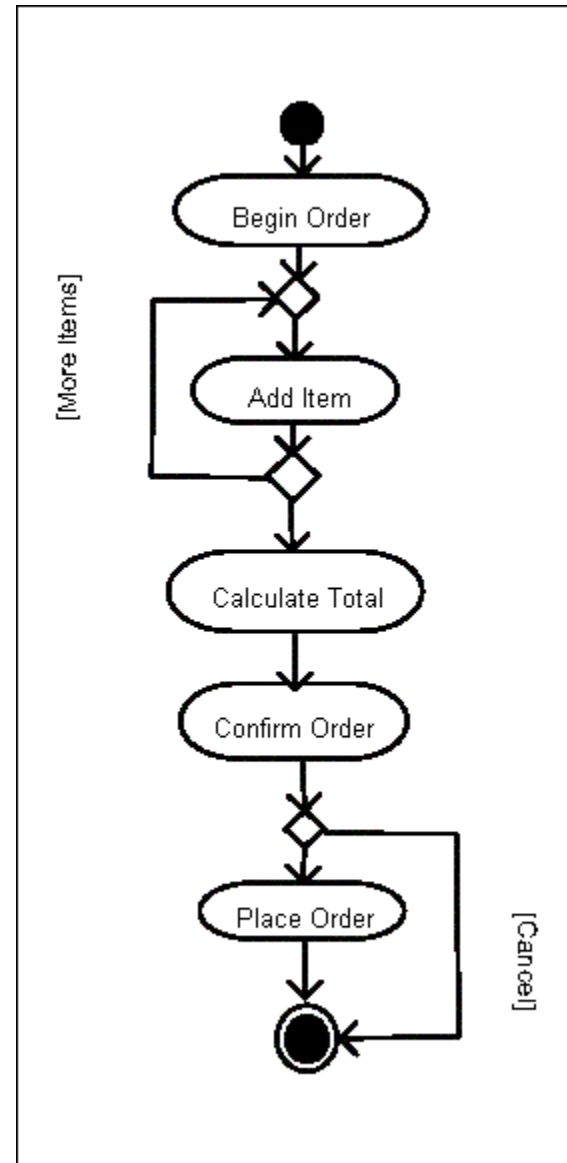 Begin Order
[More Items]
Add Item
Calculate Total
Confirm Order
Place Order
[Cancel]